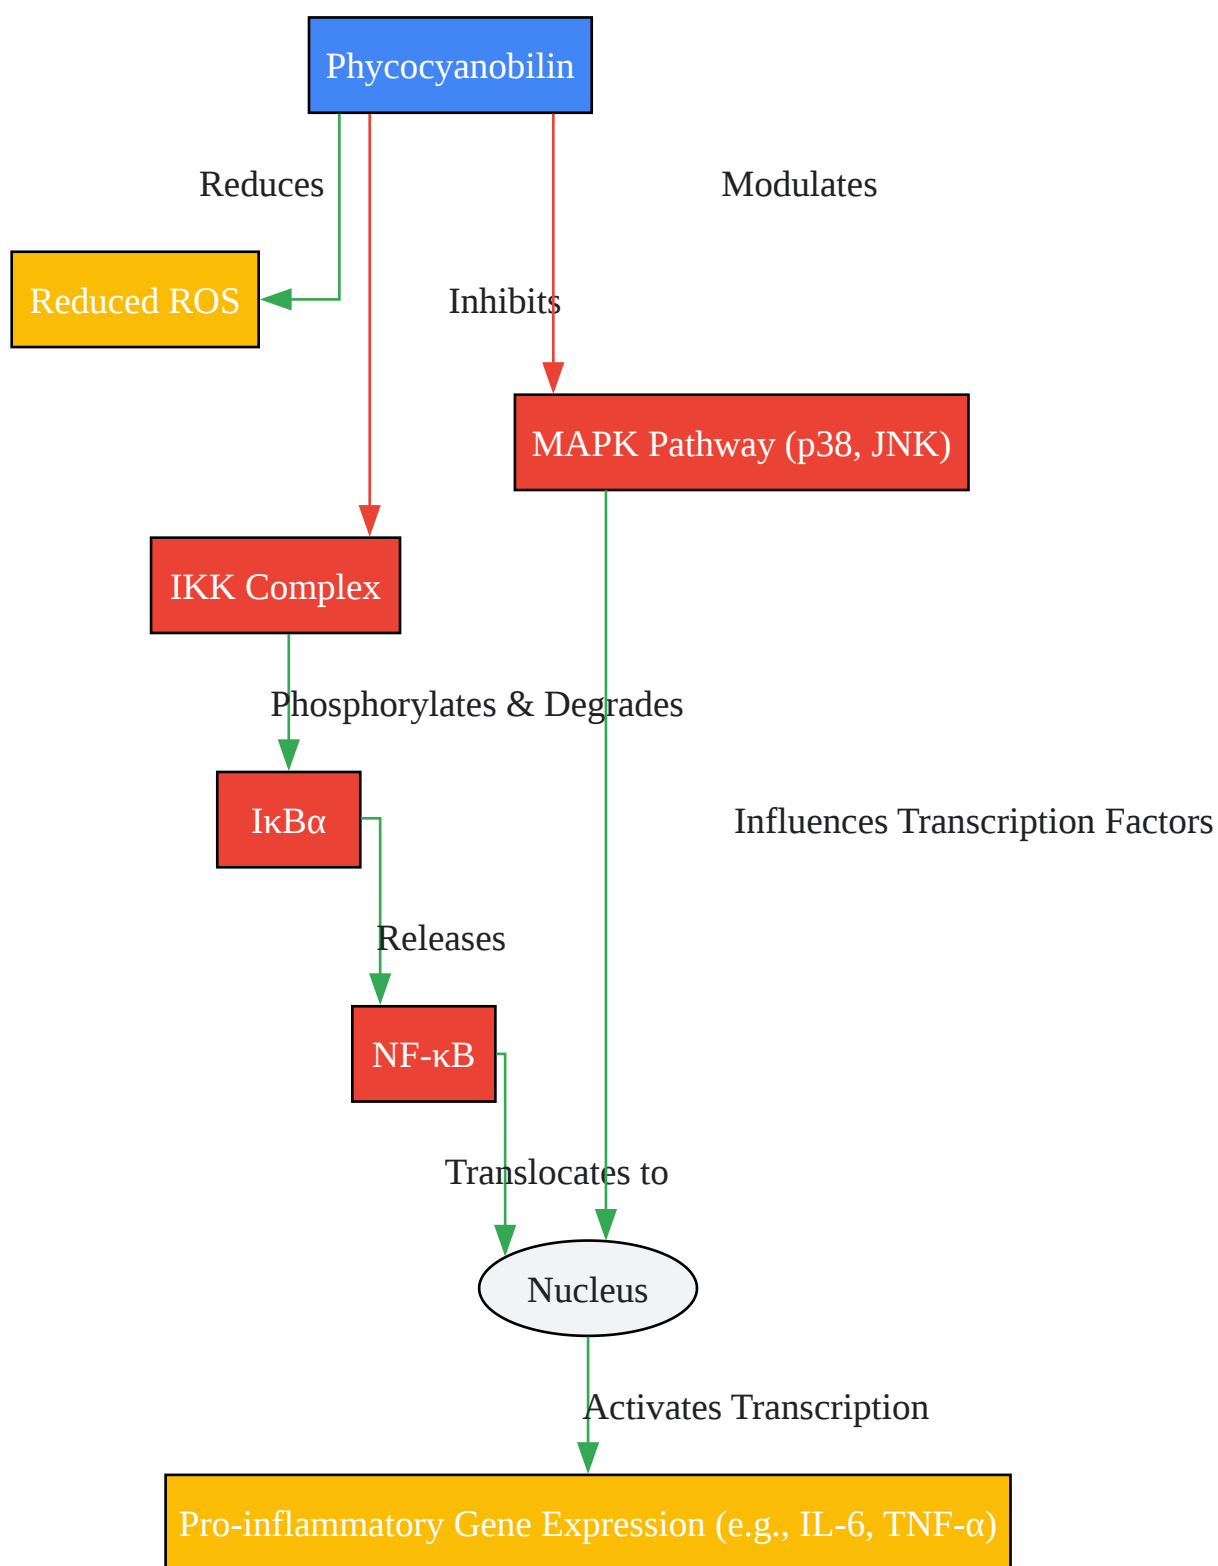 Phycocyanobilin
Reduces
Modulates
Reduced ROS
Inhibits
MAPK Pathway (p38, JNK)
IKK Complex
Phosphorylates & Degrades
IκBα
Influences Transcription Factors
Releases
NF-κB
Translocates to
Nucleus
Activates Transcription
Pro-inflammatory Gene Expression (e.g., IL-6, TNF-α)